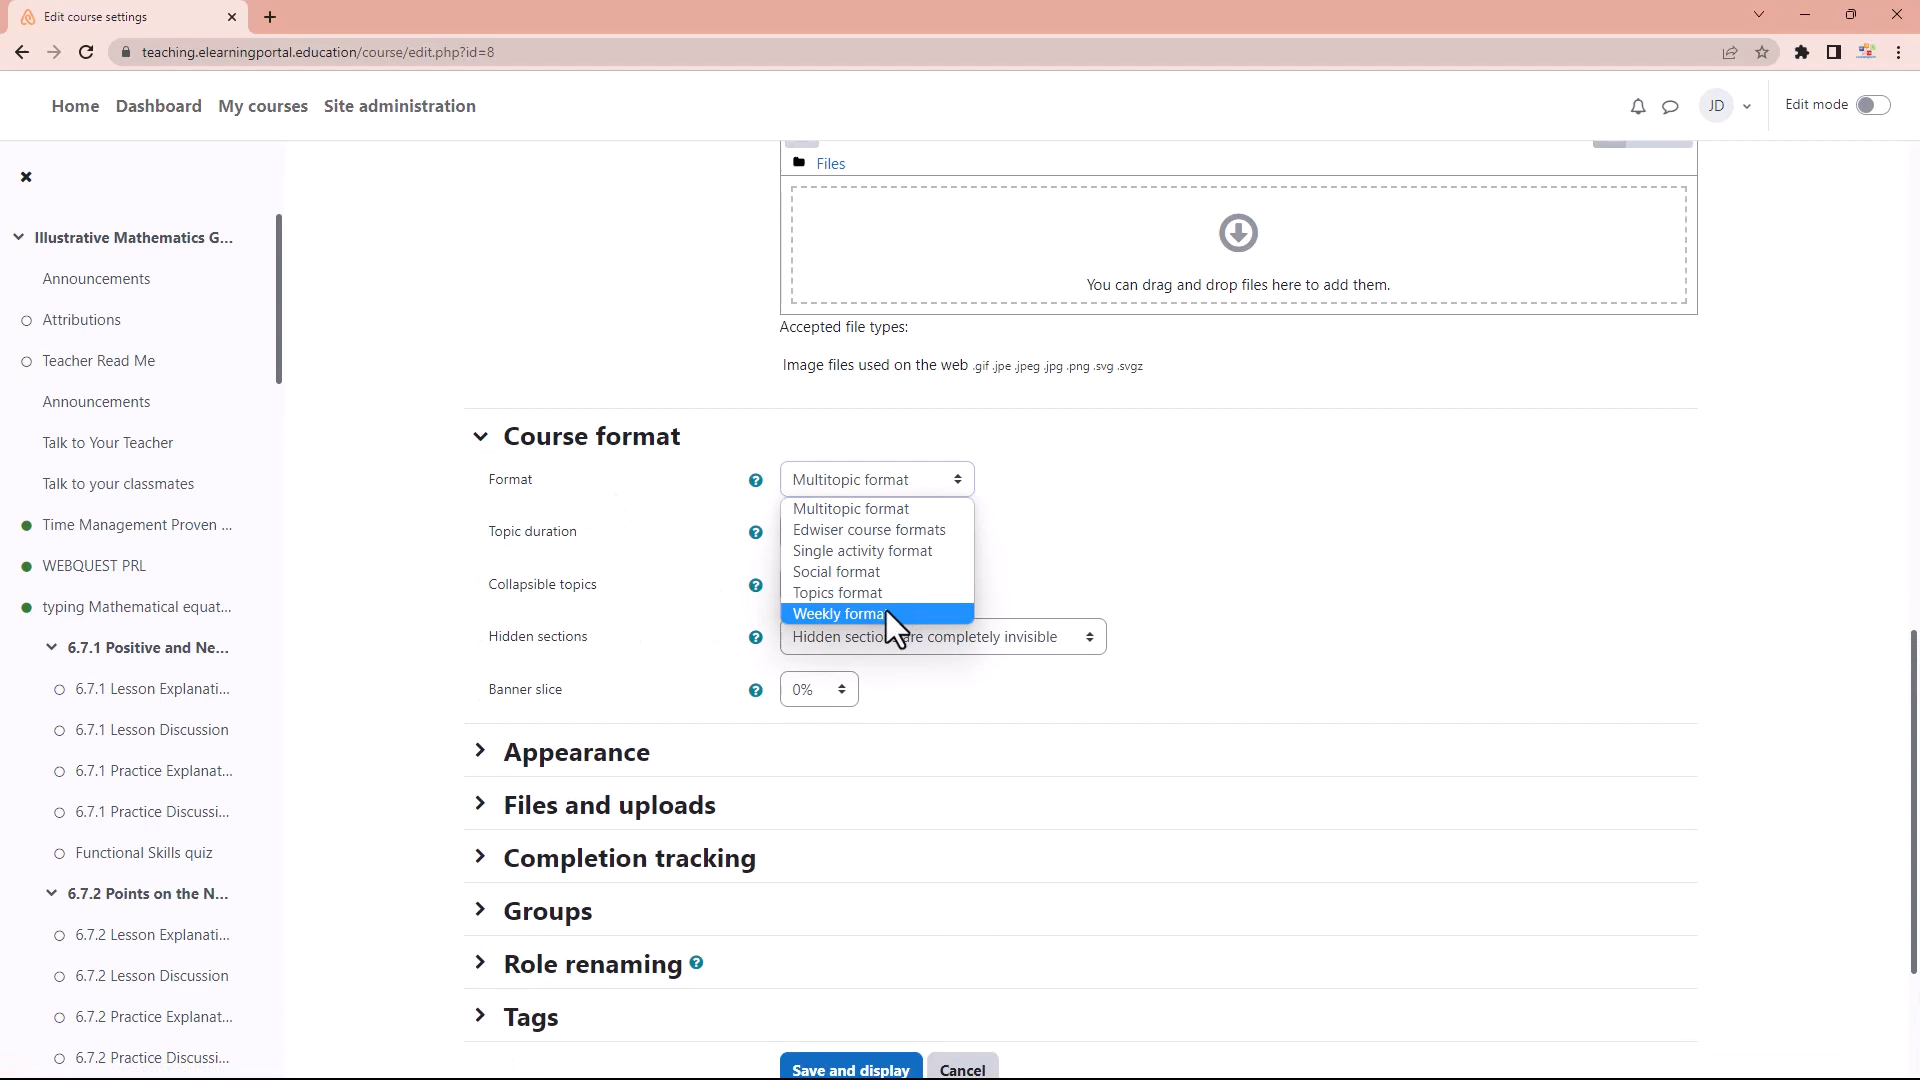 Edit course settings
teaching.elearningportal.education/course/edit.php?id=8
Home Dashboard My courses Site administration
JD
Edit mode
Illustrative Mathematics G...
Announcements
Attributions
Teacher Read Me
Announcements
Talk to Your Teacher
Talk to your classmates
Time Management Proven ...
WEBQUEST PRL
typing Mathematical equat...
6.7.1 Positive and Ne...
6.7.1 Lesson Explanati...
6.7.1 Lesson Discussion
6.7.1 Practice Explanat...
6.7.1 Practice Discussi...
Functional Skills quiz
6.7.2 Points on the N...
6.7.2 Lesson Explanati...
6.7.2 Lesson Discussion
6.7.2 Practice Explanat...
6.7.2 Practice Discussi...
Files
You can drag and drop files here to add them.
Accepted file types:
Image files used on the web .gif .jpe .jpeg .jpg .png .svg .svgz
Course format
Format
Multitopic format
Multitopic format
Edwiser course formats
Single activity format
Social format
Topics format
Weekly forma
Topic duration
Collapsible topics
Hidden sections
Hidden sectio are completely invisible
Banner slice
0%
Appearance
Files and uploads
Completion tracking
Groups
Role renaming
Tags
Save and display
Cancel